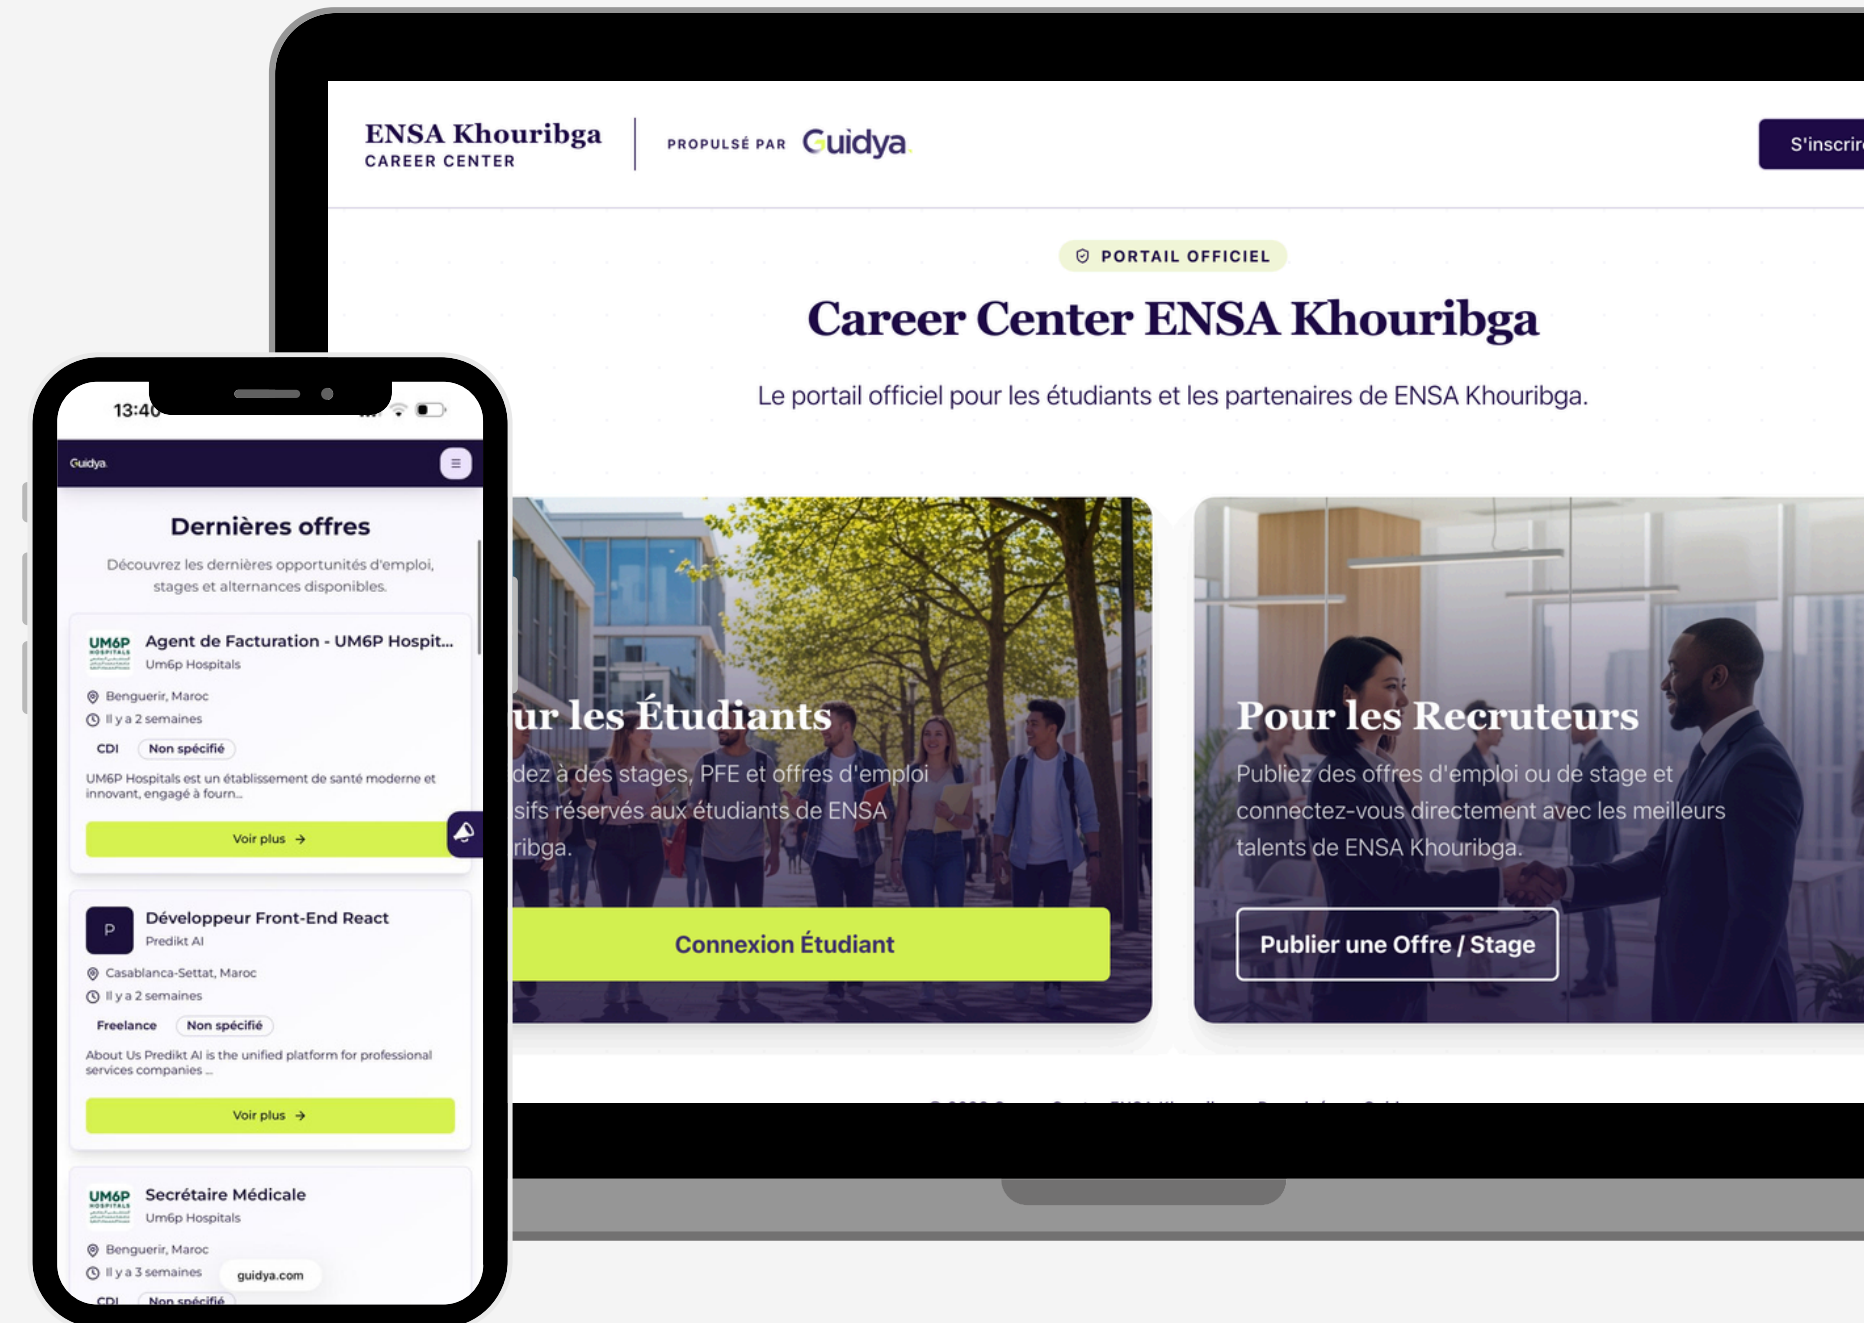 ENSA Khouribga
CAREER CENTER
PROPULSÉ PAR Guidya.
S'inscrire
PORTAIL OFFICIEL
Career Center ENSA Khouribga
Le portail officiel pour les étudiants et les partenaires de ENSA Khouribga.
ur les Étudiants
dez à des stages, PFE et offres d'emploi
sifs réservés aux étudiants de ENSA
ribga.
Connexion Étudiant
Pour les Recruteurs
Publiez des offres d'emploi ou de stage et
connectez-vous directement avec les meilleurs
talents de ENSA Khouribga.
Publier une Offre / Stage
13:40
Guidya.
Dernières offres
Découvrez les dernières opportunités d'emploi,
stages et alternances disponibles.
UM6P
HOSPITALS
Agent de Facturation - UM6P Hospit...
Um6p Hospitals
Benguerir, Maroc
Il y a 2 semaines
CDI Non spécifié
UM6P Hospitals est un établissement de santé moderne et
innovant, engagé à fourn...
Voir plus →
P
Développeur Front-End React
Predikt AI
Casablanca-Settat, Maroc
Il y a 2 semaines
Freelance Non spécifié
About Us Predikt AI is the unified platform for professional
services companies ...
Voir plus →
UM6P
HOSPITALS
Secrétaire Médicale
Um6p Hospitals
Benguerir, Maroc
Il y a 3 semaines
guidya.com
CDI Non spécifié